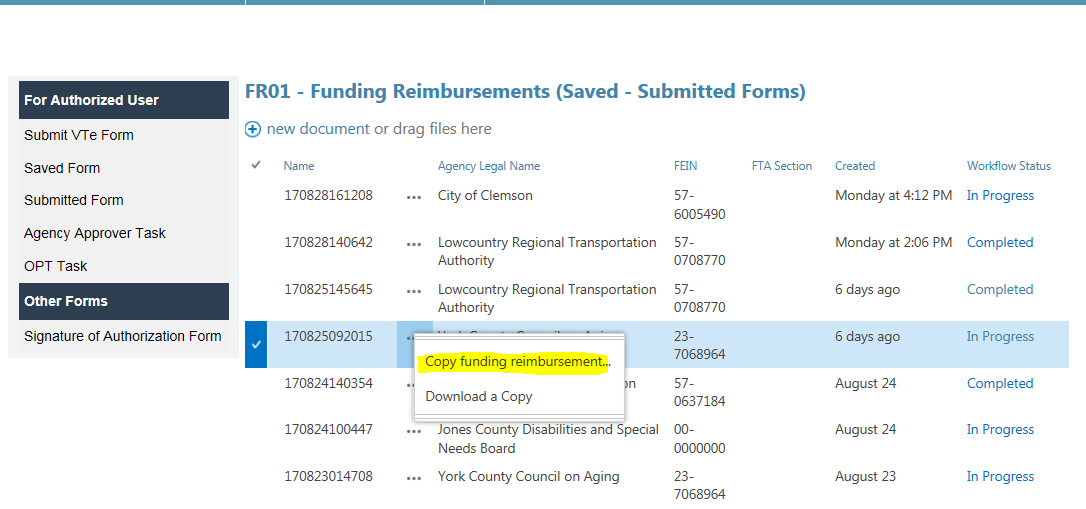 For Authorized User
Submit VTe Form
Saved Form
Submitted Form
Agency Approver Task
OPT Task
Other Forms
Signature of Authorization Form
FR01 - Funding Reimbursements (Saved - Submitted Forms)
new document or drag files here
Name Agency Legal Name FEIN FTA Section Created Workflow Status
170828161208 ... City of Clemson 57- Monday at 4:12 PM In Progress
6005490
170828140642 ... Lowcountry Regional Transportation 57- Monday at 2:06 PM Completed
Authority 0708770
170825145645 ... Lowcountry Regional Transportation 57- 6 days ago Completed
Authority 0708770
170825092015 23- 6 days ago In Progress
7068964
Copy funding reimbursement...
Download a Copy
170824140354 on 57- August 24 Completed
0637184
170824100447 ... Jones County Disabilities and Special 00- August 24 In Progress
Needs Board 0000000
170823014708 ... York County Council on Aging 23- August 23 In Progress
7068964